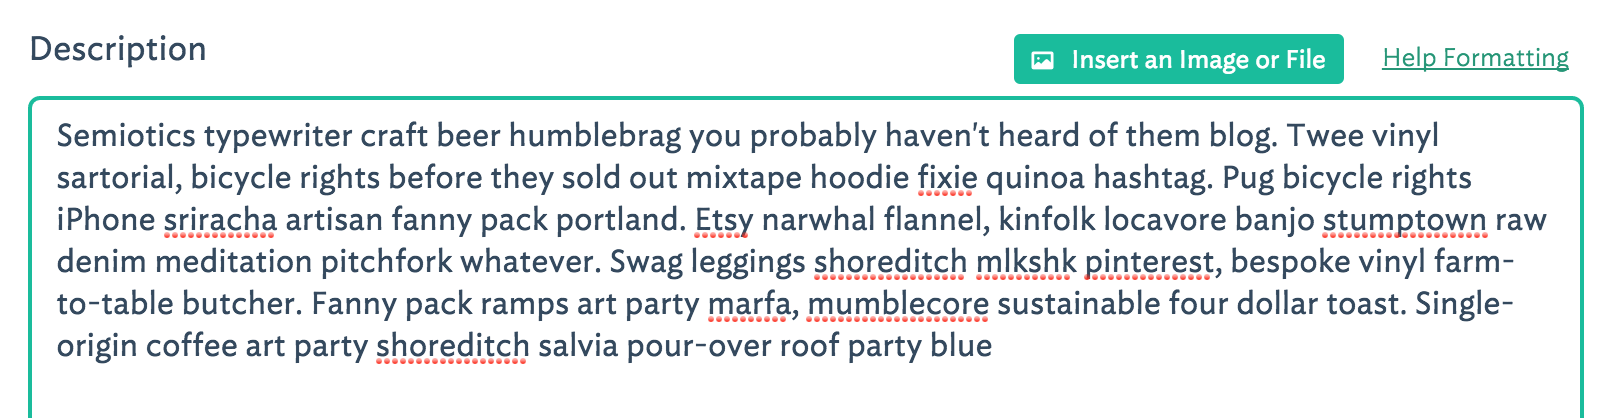 Description
Insert an Image or File
Help Formatting
Semiotics typewriter craft beer humblebrag you probably haven't heard of them blog. Twee vinyl
sartorial, bicycle rights before they sold out mixtape hoodie fixie quinoa hashtag. Pug bicycle rights
iPhone sriracha artisan fanny pack portland. Etsy narwhal flannel, kinfolk locavore banjo stumptown raw
denim meditation pitchfork whatever. Swag leggings shoreditch mlkshk pinterest, bespoke vinyl farm-
to-table butcher. Fanny pack ramps art party marfa, mumblecore sustainable four dollar toast. Single-
origin coffee art party shoreditch salvia pour-over roof party blue